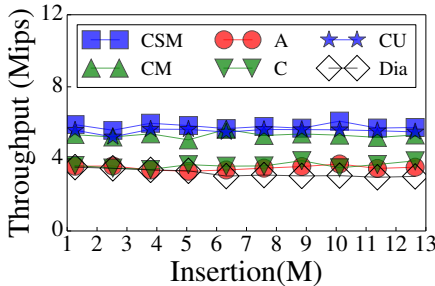 Throughput (Mips)
12
8
4
0
CSM A CU
CM C Dia
1 2 3 4 5 6 7 8 9 10 11 12 13
Insertion(M)